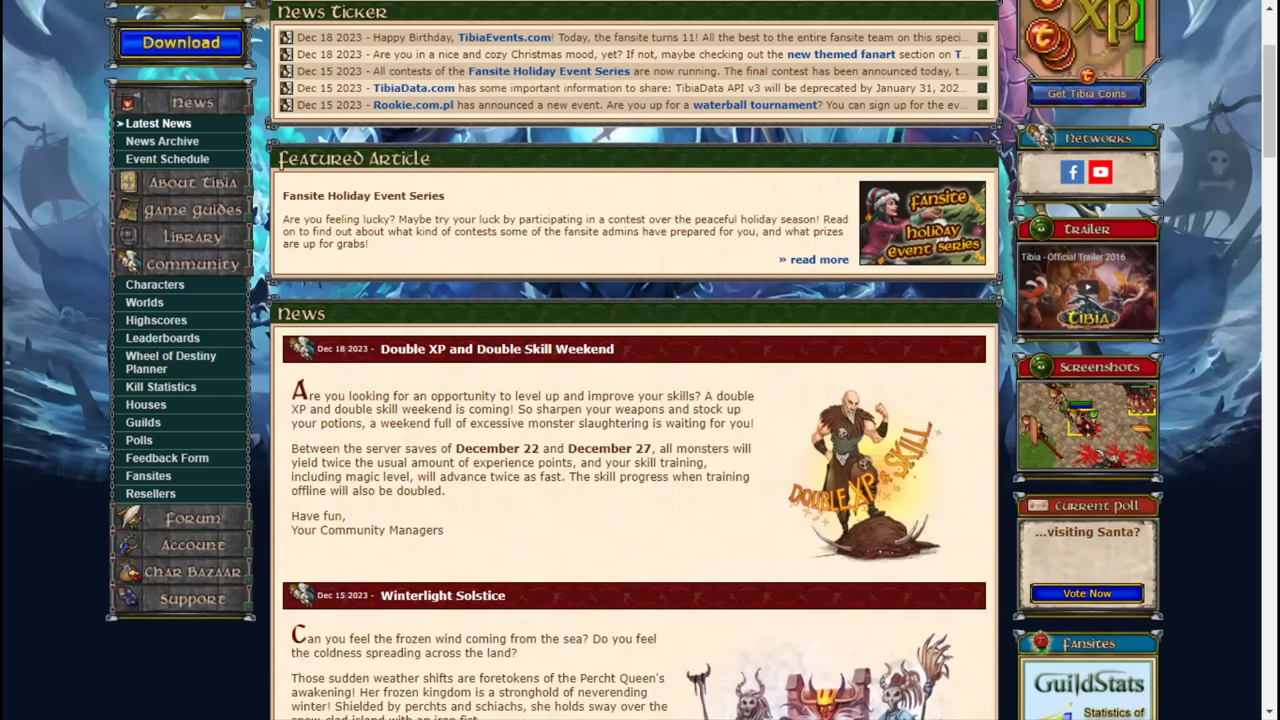 Download
News
Latest News
News Archive
Event Schedule
About Tibia
Game Guides
Library
Community
Characters
Worlds
Highscores
Leaderboards
Wheel of Destiny
Planner
Kill Statistics
Houses
Guilds
Polls
Feedback Form
Fansites
Resellers
Forum
Account
Char Bazaar
Support
News Ticker
Dec 18 2023 - Happy Birthday, TibiaEvents.com! Today, the fansite turns 11! All the best to the entire fansite team on this speci...
Dec 18 2023 - Are you in a nice and cozy Christmas mood, yet? If not, maybe checking out the new themed fanart section on T...
Dec 15 2023 - All contests of the Fansite Holiday Event Series are now running. The final contest has been announced today, t...
Dec 15 2023 - TibiaData.com has some important information to share: TibiaData API v3 will be deprecated by January 31, 202...
Dec 15 2023 - Rookie.com.pl has announced a new event. Are you up for a waterball tournament? You can sign up for the ev...
Featured Article
Fansite Holiday Event Series
Are you feeling lucky? Maybe try your luck by participating in a contest over the peaceful holiday season! Read
on to find out about what kind of contests some of the fansite admins have prepared for you, and what prizes
are up for grabs!
» read more
Fansite
holiday
event series
News
Dec 18 2023 - Double XP and Double Skill Weekend
Are you looking for an opportunity to level up and improve your skills? A double
XP and double skill weekend is coming! So sharpen your weapons and stock up
your potions, a weekend full of excessive monster slaughtering is waiting for you!
Between the server saves of December 22 and December 27, all monsters will
yield twice the usual amount of experience points, and your skill training,
including magic level, will advance twice as fast. The skill progress when training
offline will also be doubled.
Have fun,
Your Community Managers
DOUBLE XP & SKILL
Dec 15 2023 - Winterlight Solstice
Can you feel the frozen wind coming from the sea? Do you feel
the coldness spreading across the land?
Those sudden weather shifts are foretokens of the Percht Queen's
awakening! Her frozen kingdom is a stronghold of neverending
winter! Shielded by perchts and schiachs, she holds sway over the
snow-clad island with an iron fist.
xp
Get Tibia Coins
Networks
Trailer
Tibia - Official Trailer 2016
TIBIA
Screenshots
Current Poll
...visiting Santa?
Vote Now
Fansites
GuildStats
Statistics of